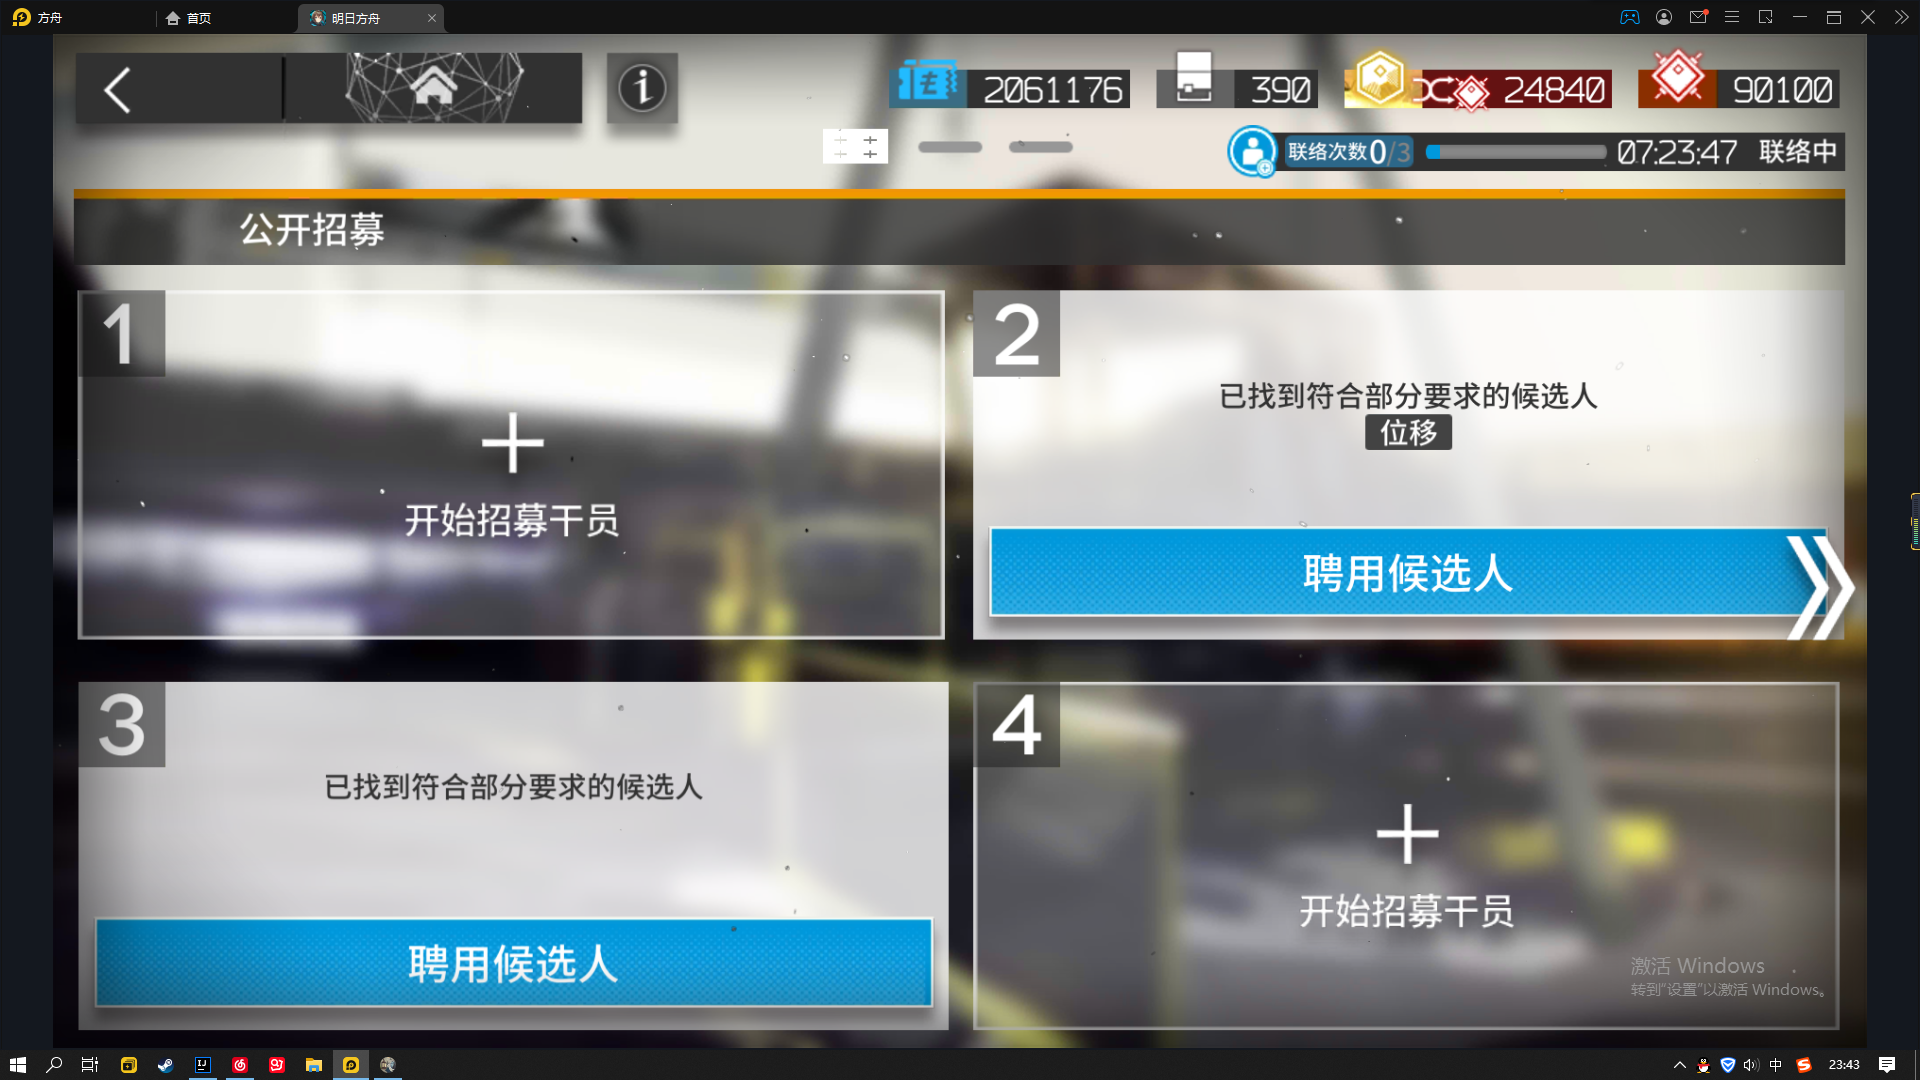 方舟
首页
明日方舟
2061176
390
24840
90100
联络次数0/3
07:23:47
联络中
公开招募
1
开始招募干员
2
已找到符合部分要求的候选人
位移
聘用候选人
3
已找到符合部分要求的候选人
聘用候选人
4
开始招募干员
激活 Windows
转到"设置"以激活 Windows。
中
23:43